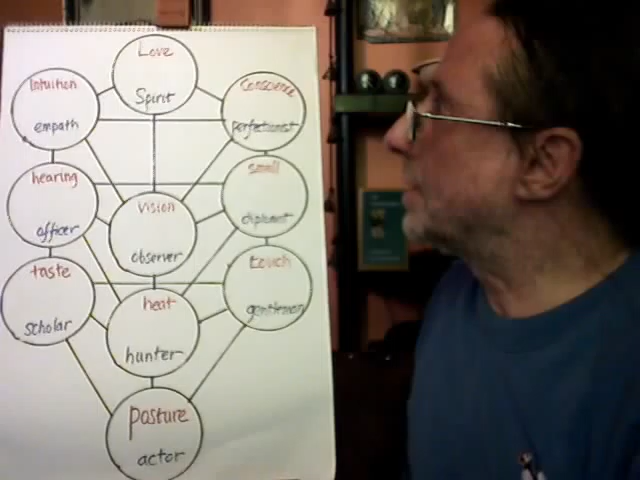 Love
Spirit
Intuition
empath
Conscience
perfectionist
hearing
officer
smell
diplomat
vision
observer
taste
scholar
touch
gentleman
heat
hunter
posture
actor